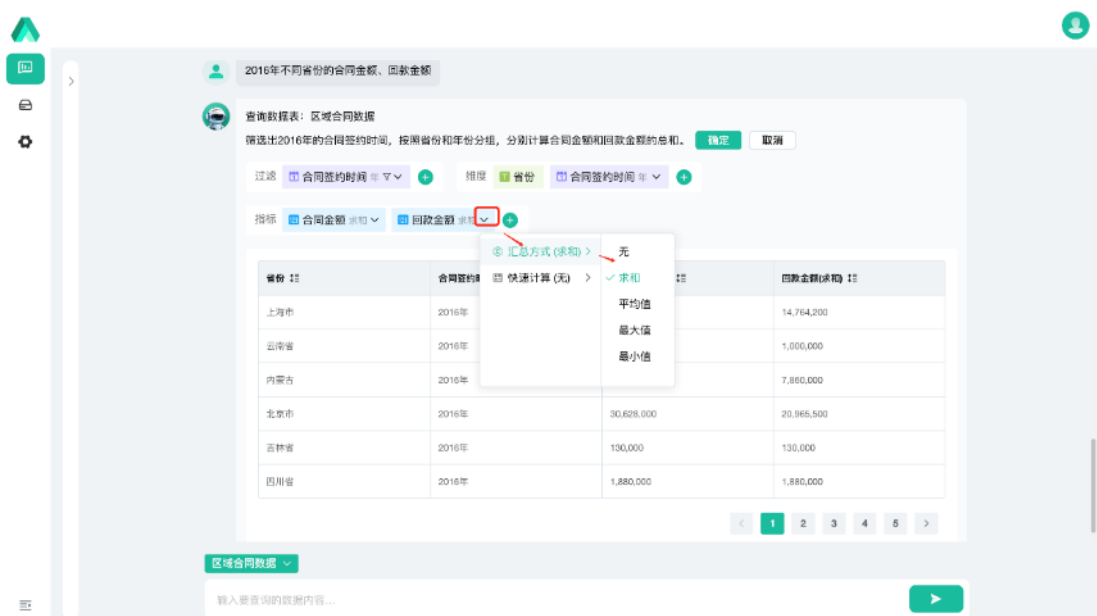 2016年不同省份的合同金额、回款金额
查询数据表：区域合同数据
筛选出2016年的合同签约时间，按照省份和年份分组，分别计算合同金额和回款金额的总和。 确定 取消
过滤 合同签约时间 年 维度 省份 合同签约时间 年
指标 合同金额 求和 回款金额 求和
汇总方式 (求和) 无
快速计算 (无) 求和
平均值
最大值
最小值
省份 合同签约时 回款金额(求和)
上海市 2016年 14,764,200
云南省 2016年 1,000,000
内蒙古 2016年 7,860,000
北京市 2016年 30,628,000 20,965,500
吉林省 2016年 130,000 130,000
四川省 2016年 1,880,000 1,880,000
1 2 3 4 5
区域合同数据
输入要查询的数据内容...